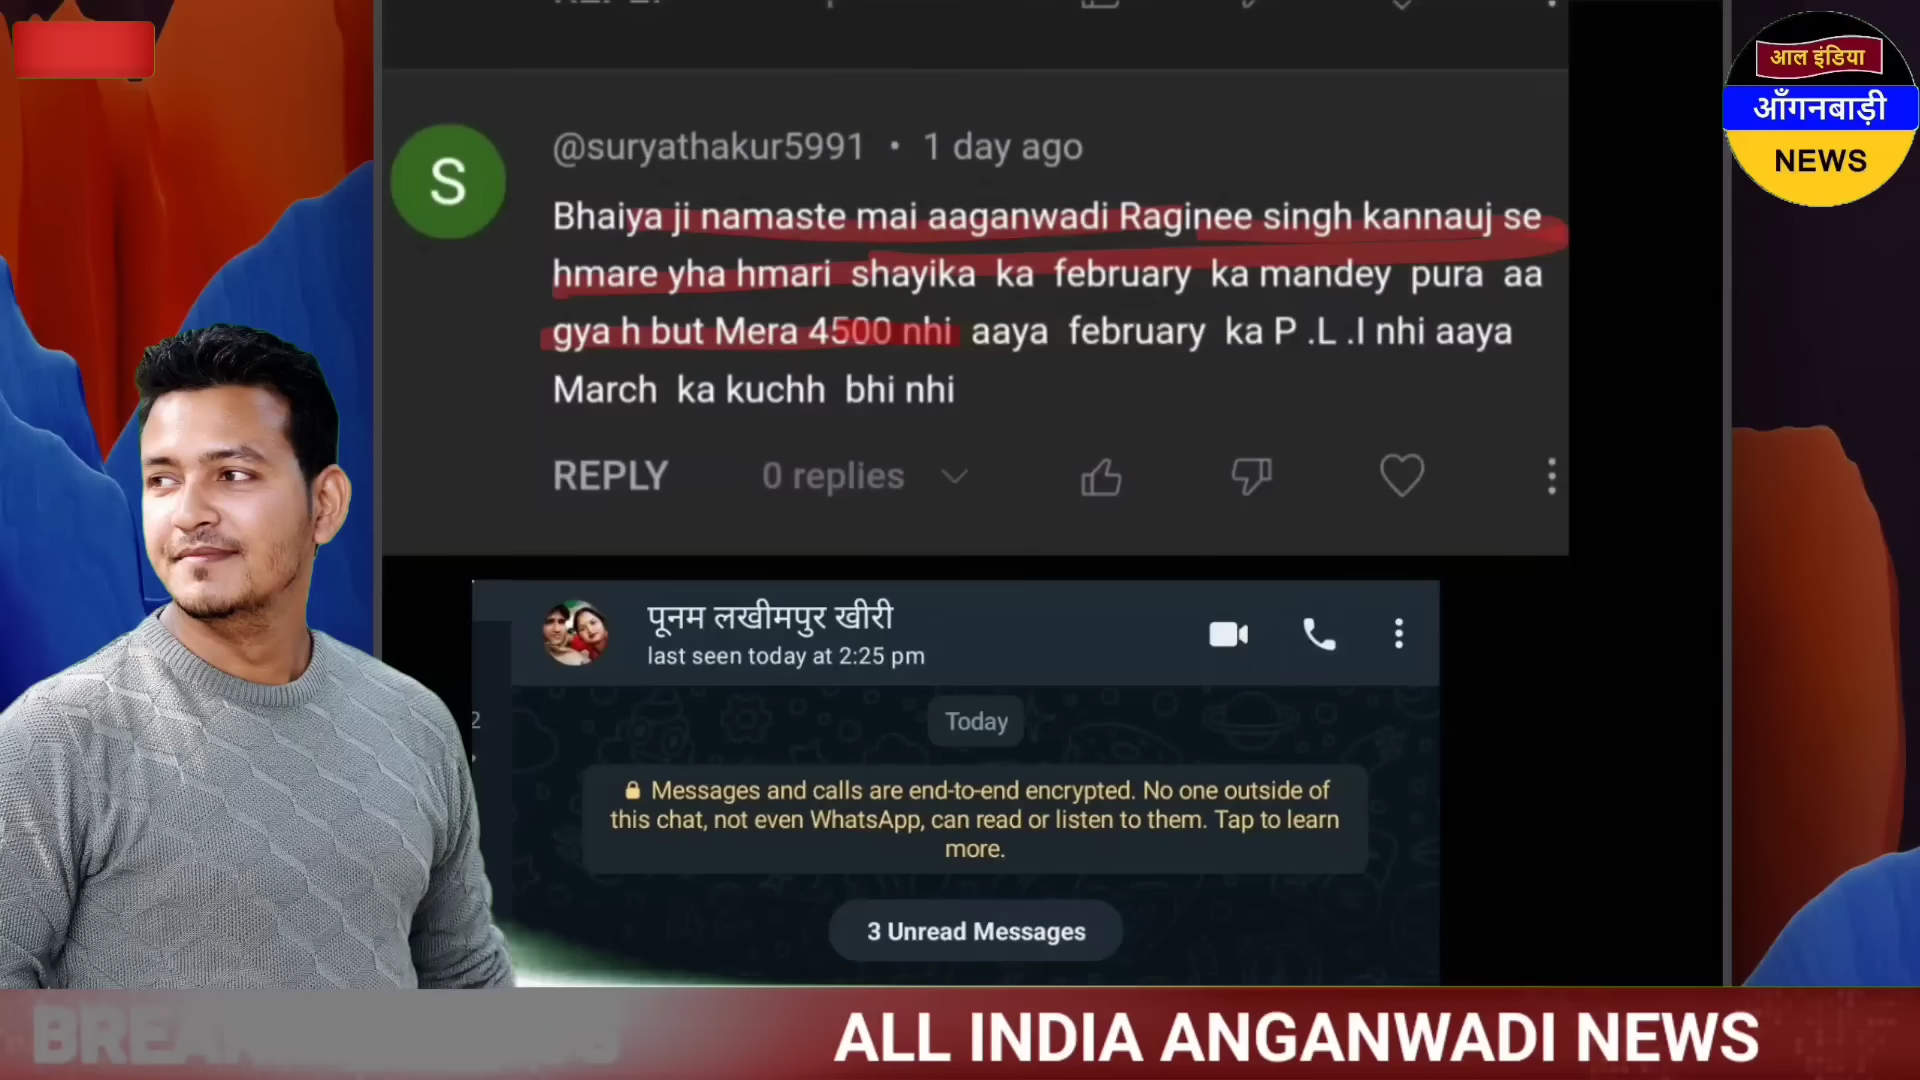 आल इंडिया
आँगनबाड़ी
NEWS
@suryathakur5991 • 1 day ago
S
Bhaiya ji namaste mai aaganwadi Raginee singh kannauj se
hmare yha hmari shayika ka february ka mandey pura aa
gya h but Mera 4500 nhi aaya february ka P .L .I nhi aaya
March ka kuchh bhi nhi
REPLY 0 replies
पूनम लखीमपुर खीरी
last seen today at 2:25 pm
2
Today
Messages and calls are end-to-end encrypted. No one outside of
this chat, not even WhatsApp, can read or listen to them. Tap to learn
more.
3 Unread Messages
ALL INDIA ANGANWADI NEWS